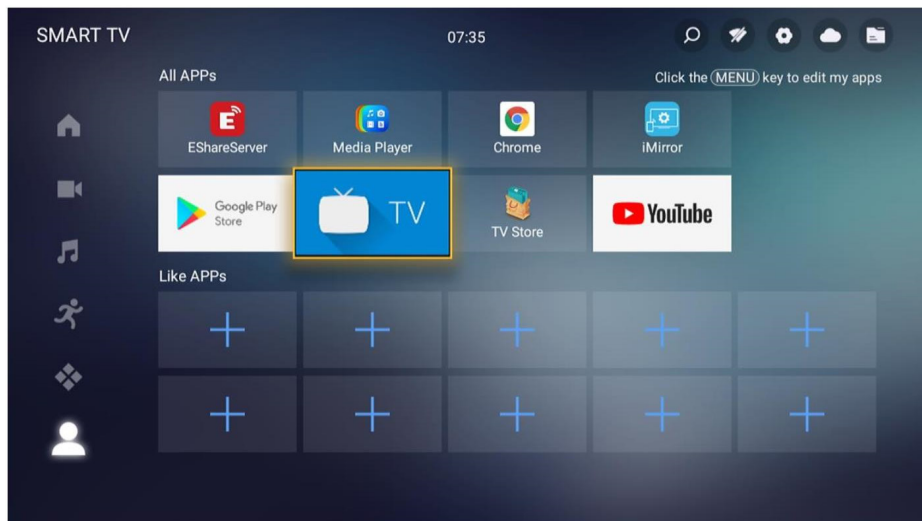 SMART TV
07:35
All APPs
Click the MENU key to edit my apps
EShareServer
Media Player
Chrome
iMirror
Google Play
Store
TV
TV Store
YouTube
Like APPs